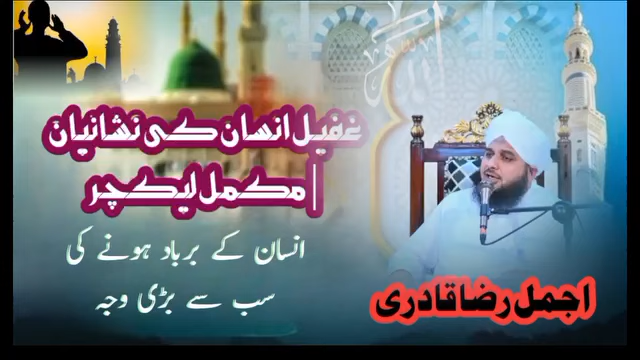 غفیل انسان کی نشانیاں
| مکمل لیکچر
انسان کے برباد ہونے کی
سب سے بڑی وجہ
اجمل رضا قادری